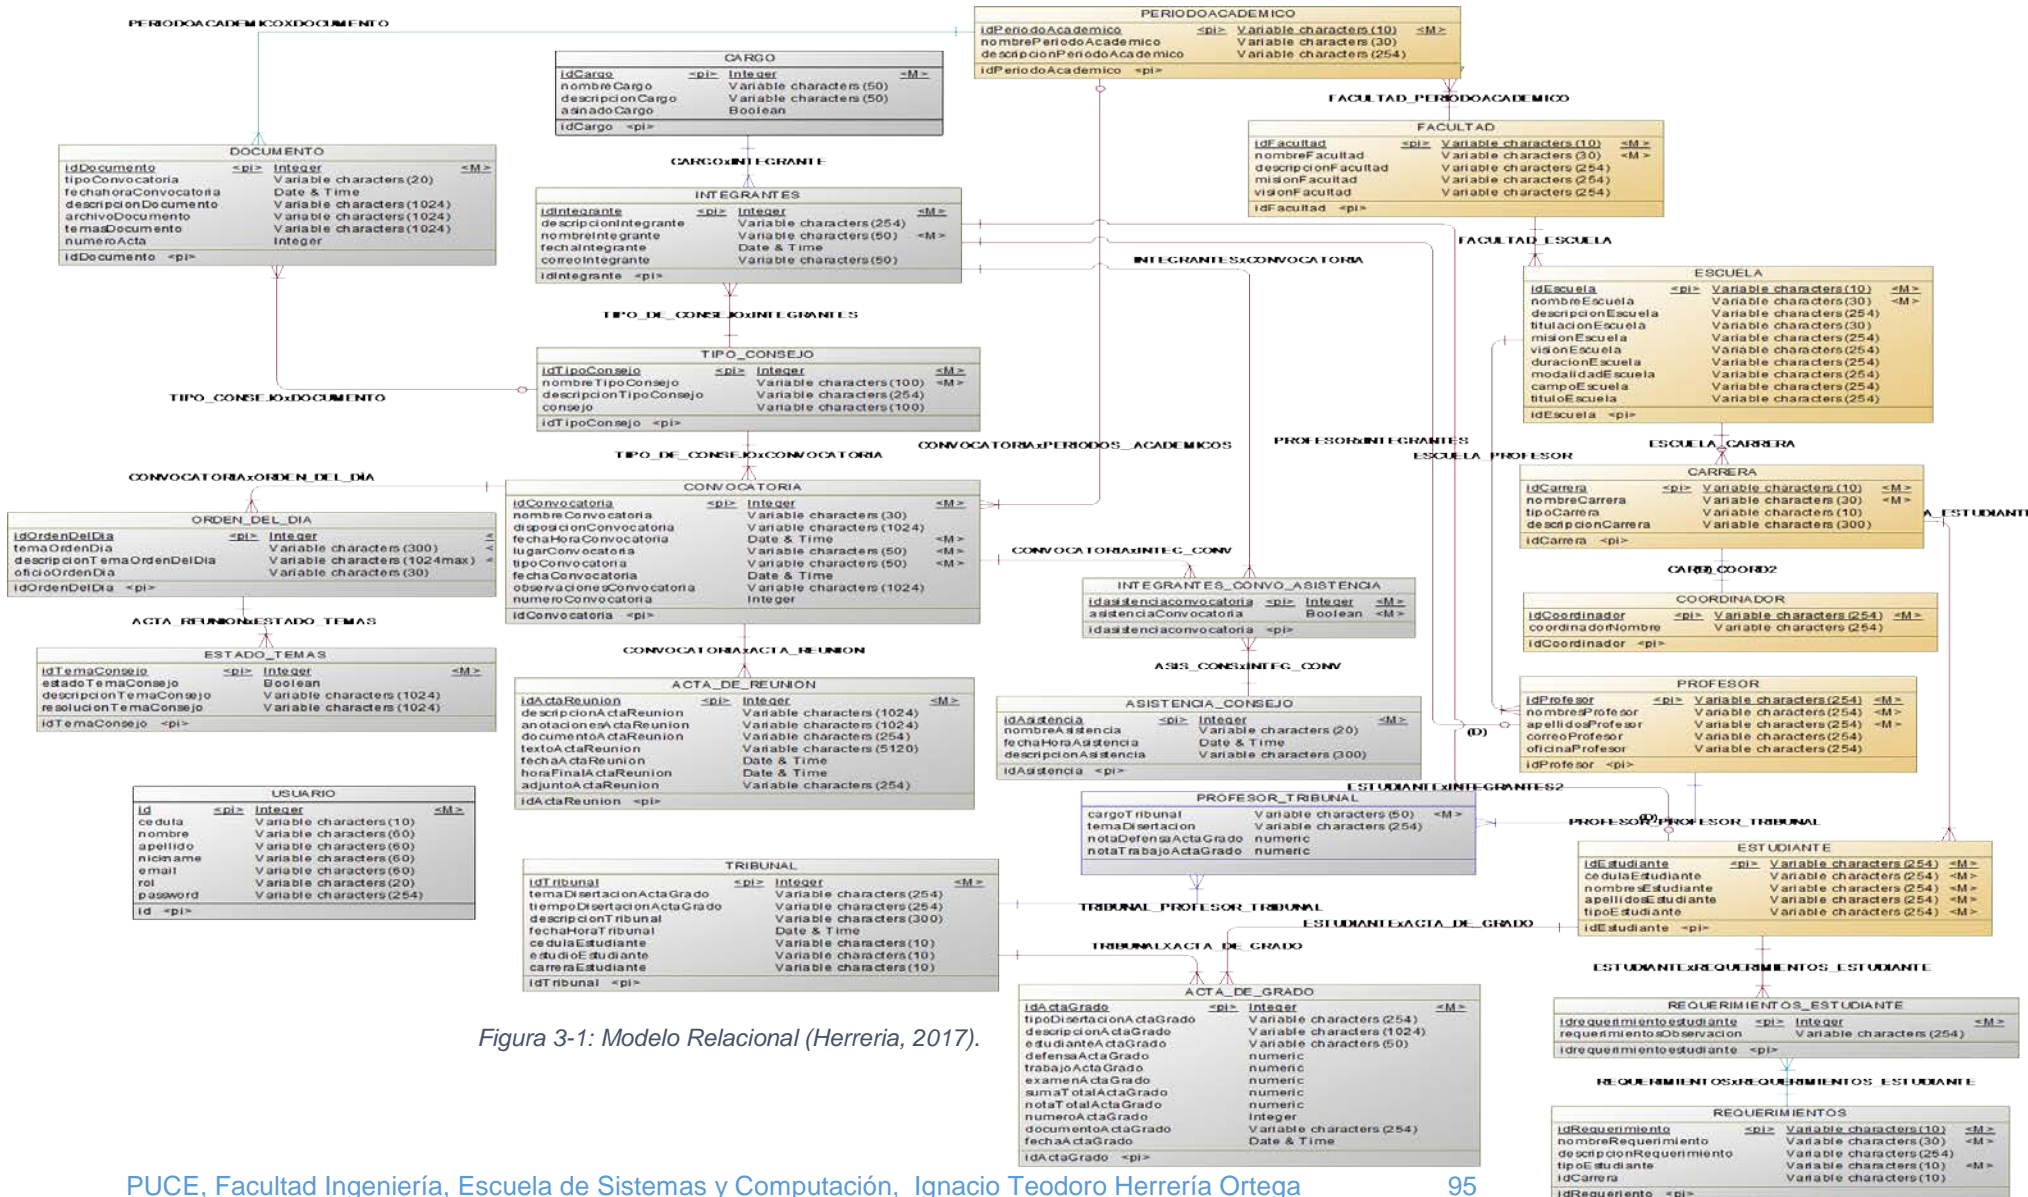 PERIODOACADEMICOXDOCUMENTO
PERIODOACADEMICO
idPeriodoAcademico <pi> Variable characters (10) <M>
nombrePeriodoAcademico Variable characters (30)
descripcionPeriodoAcademico Variable characters (254)
idPeriodoAcademico <pi>
CARGO
idCargo <pi> Integer <M>
nombreCargo Variable characters (50)
descripcionCargo Variable characters (50)
asinadoCargo Boolean
idCargo <pi>
FACULTAD_PERIODOACADEMICO
FACULTAD
idFacultad <pi> Variable characters (10) <M>
nombreFacultad Variable characters (30) <M>
descripcionFacultad Variable characters (254)
misionFacultad Variable characters (254)
visionFacultad Variable characters (254)
idFacultad <pi>
DOCUMENTO
idDocumento <pi> Integer <M>
tipoConvocatoria Variable characters (20)
fechahoraConvocatoria Date & Time
descripcionDocumento Variable characters (1024)
archivoDocumento Variable characters (1024)
temasDocumento Variable characters (1024)
numeroActa Integer
idDocumento <pi>
CARGOxINTEGRANTE
INTEGRANTES
idIntegrante <pi> Integer <M>
descripcionIntegrante Variable characters (254)
nombreIntegrante Variable characters (50) <M>
fechaIntegrante Date & Time
correoIntegrante Variable characters (50)
idIntegrante <pi>
FACULTAD_ESCUELA
INTEGRANTESxCONVOCATORIA
ESCUELA
idEscuela <pi> Variable characters (10) <M>
nombreEscuela Variable characters (30) <M>
descripcionEscuela Variable characters (254)
titulacionEscuela Variable characters (30)
misionEscuela Variable characters (254)
visionEscuela Variable characters (254)
duracionEscuela Variable characters (254)
modalidadEscuela Variable characters (254)
campoEscuela Variable characters (254)
tituloEscuela Variable characters (254)
idEscuela <pi>
TIPO_DE_CONSEJOxINTEGRANTES
TIPO_CONSEJO
idTipoConsejo <pi> Integer <M>
nombreTipoConsejo Variable characters (100) <M>
descripcionTipoConsejo Variable characters (254)
consejo Variable characters (100)
idTipoConsejo <pi>
TIPO_CONSEJOxDOCUMENTO
CONVOCATORIAxPERIODOS_ACADEMICOS
PROFESORxINTEGRANTES
ESCUELA_PROFESOR
ESCUELA_CARRERA
TIPO_DE_CONSEJOxCONVOCATORIA
CONVOCATORIAxORDEN_DEL_DÌA
CONVOCATORIA
idConvocatoria <pi> Integer <M>
nombreConvocatoria Variable characters (30)
disposicionConvocatoria Variable characters (1024)
fechaHoraConvocatoria Date & Time <M>
lugarConvocatoria Variable characters (50) <M>
tipoConvocatoria Variable characters (50) <M>
fechaConvocatoria Date & Time
observacionesConvocatoria Variable characters (1024)
numeroConvocatoria Integer
idConvocatoria <pi>
CARRERA
idCarrera <pi> Variable characters (10) <M>
nombreCarrera Variable characters (30) <M>
tipoCarrera Variable characters (10)
descripcionCarrera Variable characters (300)
idCarrera <pi>
A_ESTUDIANTE
ORDEN_DEL_DIA
idOrdenDelDia <pi> Integer <
temaOrdenDia Variable characters (300) <
descripcionTemaOrdenDelDia Variable characters (1024max) <
oficioOrdenDia Variable characters (30)
idOrdenDelDia <pi>
CONVOCATORIAxINTEG_CONV
INTEGRANTES_CONVO_ASISTENCIA
idasistenciaconvocatoria <pi> Integer <M>
asistenciaConvocatoria Boolean <M>
idasistenciaconvocatoria <pi>
COORDINADOR
idCoordinador <pi> Variable characters (254) <M>
coordinadorNombre Variable characters (254)
idCoordinador <pi>
ACTA_REUNIONxESTADO_TEMAS
ESTADO_TEMAS
idTemaConsejo <pi> Integer <M>
estadoTemaConsejo Boolean
descripcionTemaConsejo Variable characters (1024)
resolucionTemaConsejo Variable characters (1024)
idTemaConsejo <pi>
CONVOCATORIAxACTA_REUNION
ACTA_DE_REUNION
idActaReunion <pi> Integer <M>
descripcionActaReunion Variable characters (1024)
anotacionesActaReunion Variable characters (1024)
documentoActaReunion Variable characters (254)
textoActaReunion Variable characters (5120)
fechaActaReunion Date & Time
horaFinalActaReunion Date & Time
adjuntoActaReunion Variable characters (254)
idActaReunion <pi>
ASIS_CONSxINTEG_CONV
ASISTENCIA_CONSEJO
idAsistencia <pi> Integer <M>
nombreAsistencia Variable characters (20)
fechaHoraAsistencia Date & Time
descripcionAsistencia Variable characters (300)
idAsistencia <pi>
PROFESOR
idProfesor <pi> Variable characters (254) <M>
nombresProfesor Variable characters (254) <M>
apellidosProfesor Variable characters (254) <M>
correoProfesor Variable characters (254)
oficinaProfesor Variable characters (254)
idProfesor <pi>
(D)
USUARIO
id <pi> Integer <M>
cedula Variable characters (10)
nombre Variable characters (60)
apellido Variable characters (60)
nickname Variable characters (60)
email Variable characters (60)
rol Variable characters (20)
password Variable characters (254)
id <pi>
ESTUDIANTExINTEGRANTES2
PROFESOR_TRIBUNAL
cargoTribunal Variable characters (50) <M>
temaDisertacion Variable characters (254)
notaDefensaActaGrado numeric
notaTrabajoActaGrado numeric
PROFESOR_PROFESOR_TRIBUNAL
ESTUDIANTE
idEstudiante <pi> Variable characters (254) <M>
cedulaEstudiante Variable characters (254) <M>
nombresEstudiante Variable characters (254) <M>
apellidosEstudiante Variable characters (254) <M>
tipoEstudiante Variable characters (254) <M>
idEstudiante <pi>
TRIBUNAL
idTribunal <pi> Integer <M>
temaDisertacionActaGrado Variable characters (254)
tiempoDisertacionActaGrado Variable characters (254)
descripcionTribunal Variable characters (300)
fechaHoraTribunal Date & Time
cedulaEstudiante Variable characters (10)
estudioEstudiante Variable characters (10)
carreraEstudiante Variable characters (10)
idTribunal <pi>
TRIBUNAL_PROFESOR_TRIBUNAL
ESTUDIANTExACTA_DE_GRADO
TRIBUNALXACTA_DE_GRADO
ESTUDIANTExREQUERIMIENTOS_ESTUDIANTE
ACTA_DE_GRADO
idActaGrado <pi> Integer <M>
tipoDisertacionActaGrado Variable characters (254)
descripcionActaGrado Variable characters (1024)
estudianteActaGrado Variable characters (50)
defensaActaGrado numeric
trabajoActaGrado numeric
examenActaGrado numeric
sumaTotalActaGrado numeric
notaTotalActaGrado numeric
numeroActaGrado Integer
documentoActaGrado Variable characters (254)
fechaActaGrado Date & Time
idActaGrado <pi>
REQUERIMIENTOS_ESTUDIANTE
idrequerimientoestudiante <pi> Integer <M>
requerimientosObservacion Variable characters (254)
idrequerimientoestudiante <pi>
REQUERIMIENTOSxREQUERIMIENTOS_ESTUDIANTE
REQUERIMIENTOS
idRequerimiento <pi> Variable characters (10) <M>
nombreRequerimiento Variable characters (30) <M>
descripcionRequerimiento Variable characters (254)
tipoEstudiante Variable characters (10) <M>
idCarrera Variable characters (10)
idRequeriento <pi>
Figura 3-1: Modelo Relacional (Herreria, 2017).
PUCE, Facultad Ingeniería, Escuela de Sistemas y Computación, Ignacio Teodoro Herrería Ortega 95